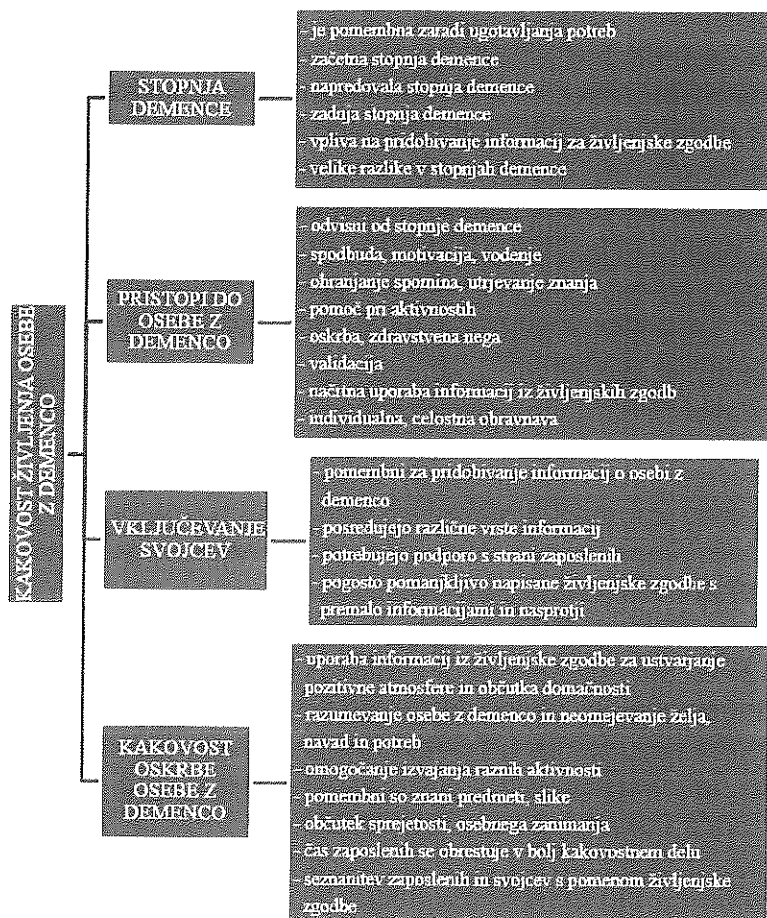 KAKOVOST ŽIVLJENJA OSEBE
Z DEMENCO
STOPNJA
DEMENCE
- je pomembna zaradi ugotavljanja potreb
- začetna stopnja demence
- napredovala stopnja demence
- zadnja stopnja demence
- vpliva na pridobivanje informacij za življenjske zgodbe
- velike razlike v stopnjah demence
PRISTOPI DO
OSEBE Z
DEMENCO
- odvisni od stopnje demence
- spodbuda, motivacija, vodenje
- ohranjanje spomina, utrjevanje znanja
- pomoč pri aktivnostih
- oskrba, zdravstvena nega
- validacija
- načrtna uporaba informacij iz življenjskih zgodb
- individualna, celostna obravnava
VKLJUČEVANJE
SVOJCEV
- pomembni za pridobivanje informacij o osebi z
demenco
- posredujejo različne vrste informacij
- potrebujejo podporo s strani zaposlenih
- pogosto pomanjkljivo napisane življenjske zgodbe s
premalo informacijami in nasprotji
KAKOVOST
OSKRBE
OSEBE Z
DEMENCO
- uporaba informacij iz življenjske zgodbe za ustvarjanje
pozitivne atmosfere in občutka domačnosti
- razumevanje osebe z demenco in neomejevanje želja,
navad in potreb
- omogočanje izvajanja raznih aktivnosti
- pomembni so znani predmeti, slike
- občutek sprejetosti, osebnega zanimanja
- čas zaposlenih se obrestuje v bolj kakovostnem delu
- seznanitev zaposlenih in svojcev s pomenom življenjske
zgodbe